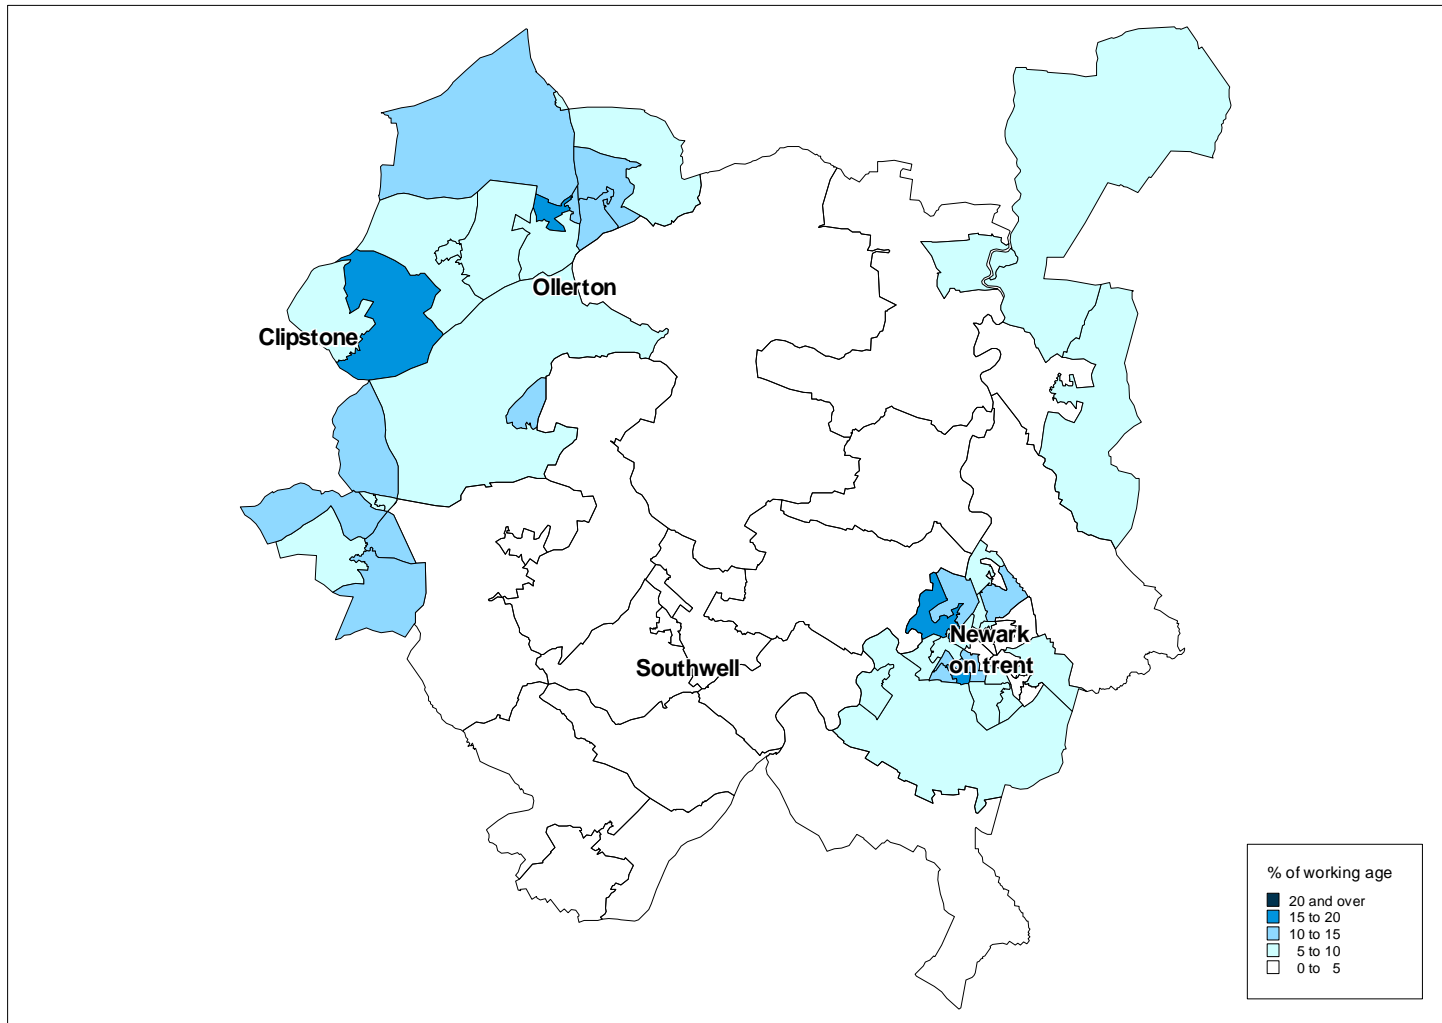 Ollerton
Clipstone
Newark
on trent
Southwell
% of working age
20 and over
15 to 20
10 to 15
5 to 10
0 to 5